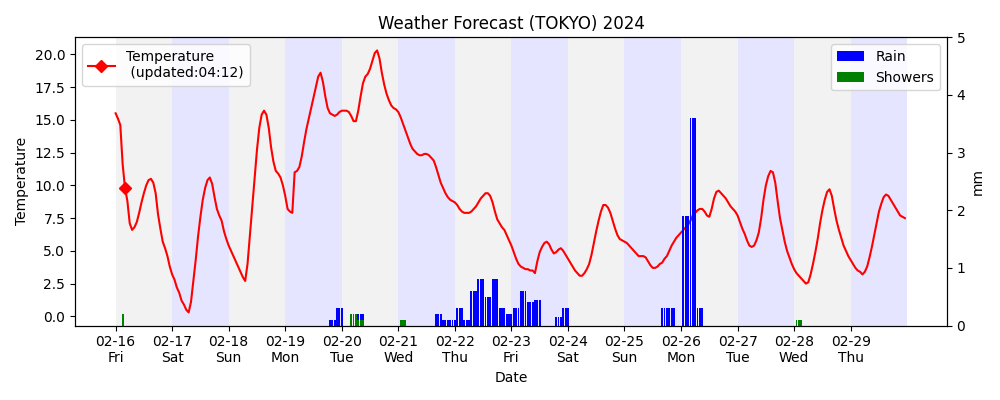 Weather Forecast (TOKYO) 2024
Temperature
(updated:04:12)
Rain
Showers
Temperature
20.0
17.5
15.0
12.5
10.0
7.5
5.0
2.5
0.0
5
4
3
2
1
0
mm
02-16 02-17 02-18 02-19 02-20 02-21 02-22 02-23 02-24 02-25 02-26 02-27 02-28 02-29
Fri Sat Sun Mon Tue Wed Thu Fri Sat Sun Mon Tue Wed Thu
Date